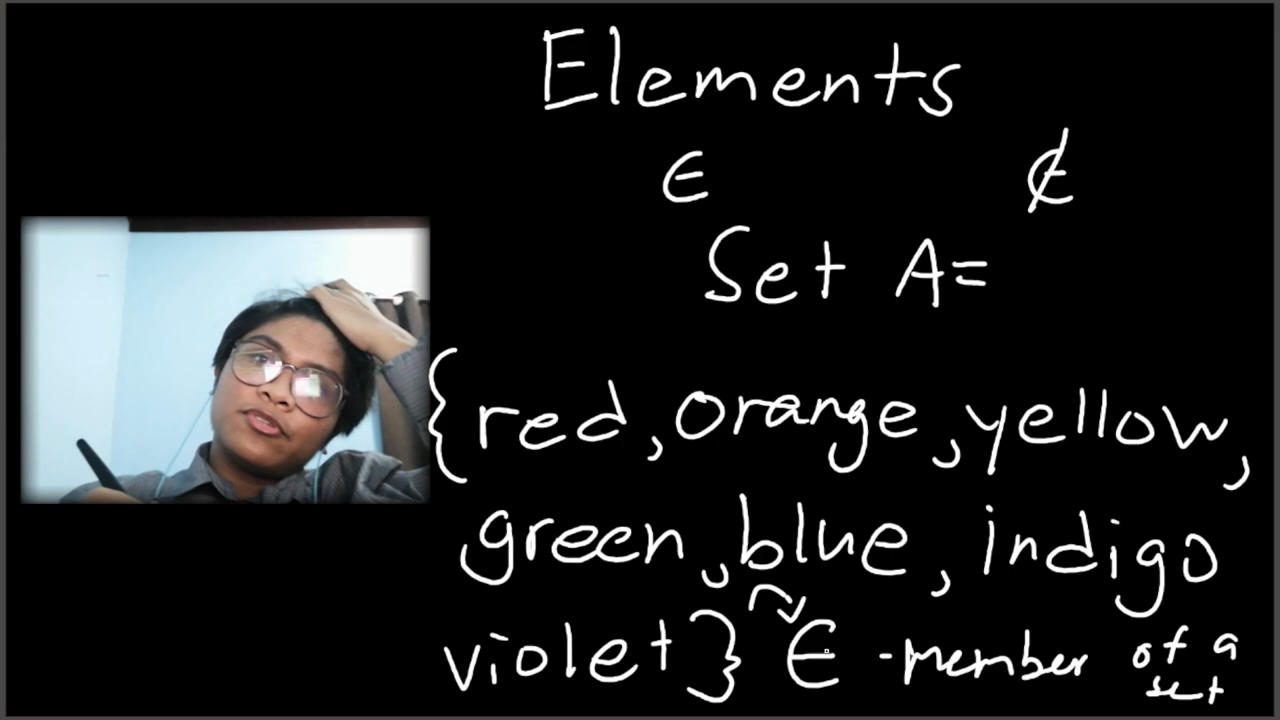 Elements
∈ ∉
Set A=
{red, orange, yellow,
green, blue, indigo
violet} ∈ - member of a
set